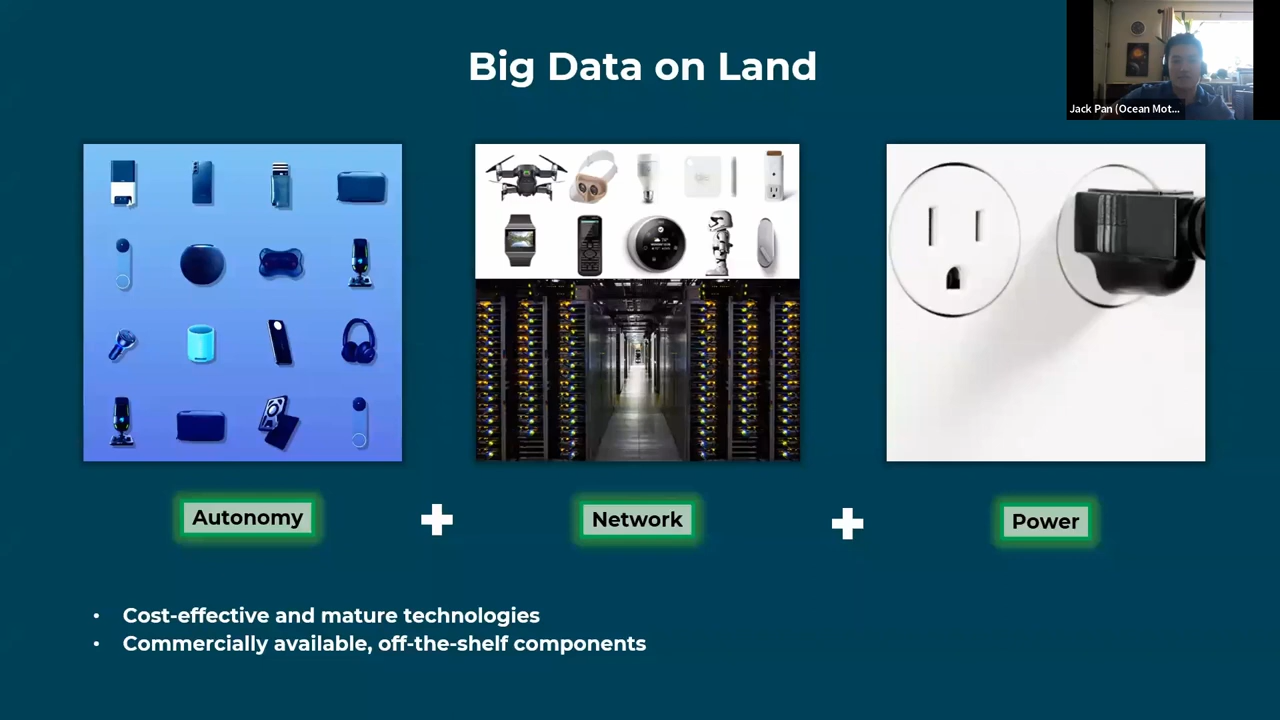 Big Data on Land
Jack Pan (Ocean Mot...
Autonomy
Network
Power
• Cost-effective and mature technologies
• Commercially available, off-the-shelf components